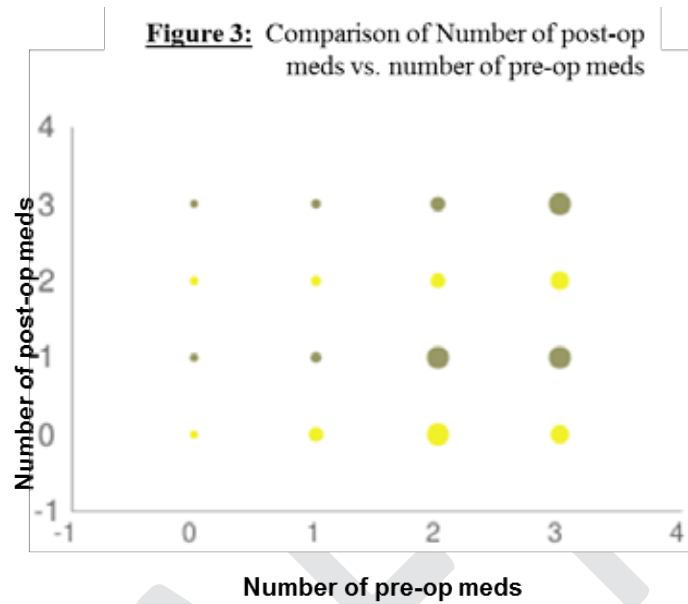 Figure 3: Comparison of Number of post-op
meds vs. number of pre-op meds
4
3
2
1
0
-1
Number of post-op meds
-1 0 1 2 3 4
Number of pre-op meds